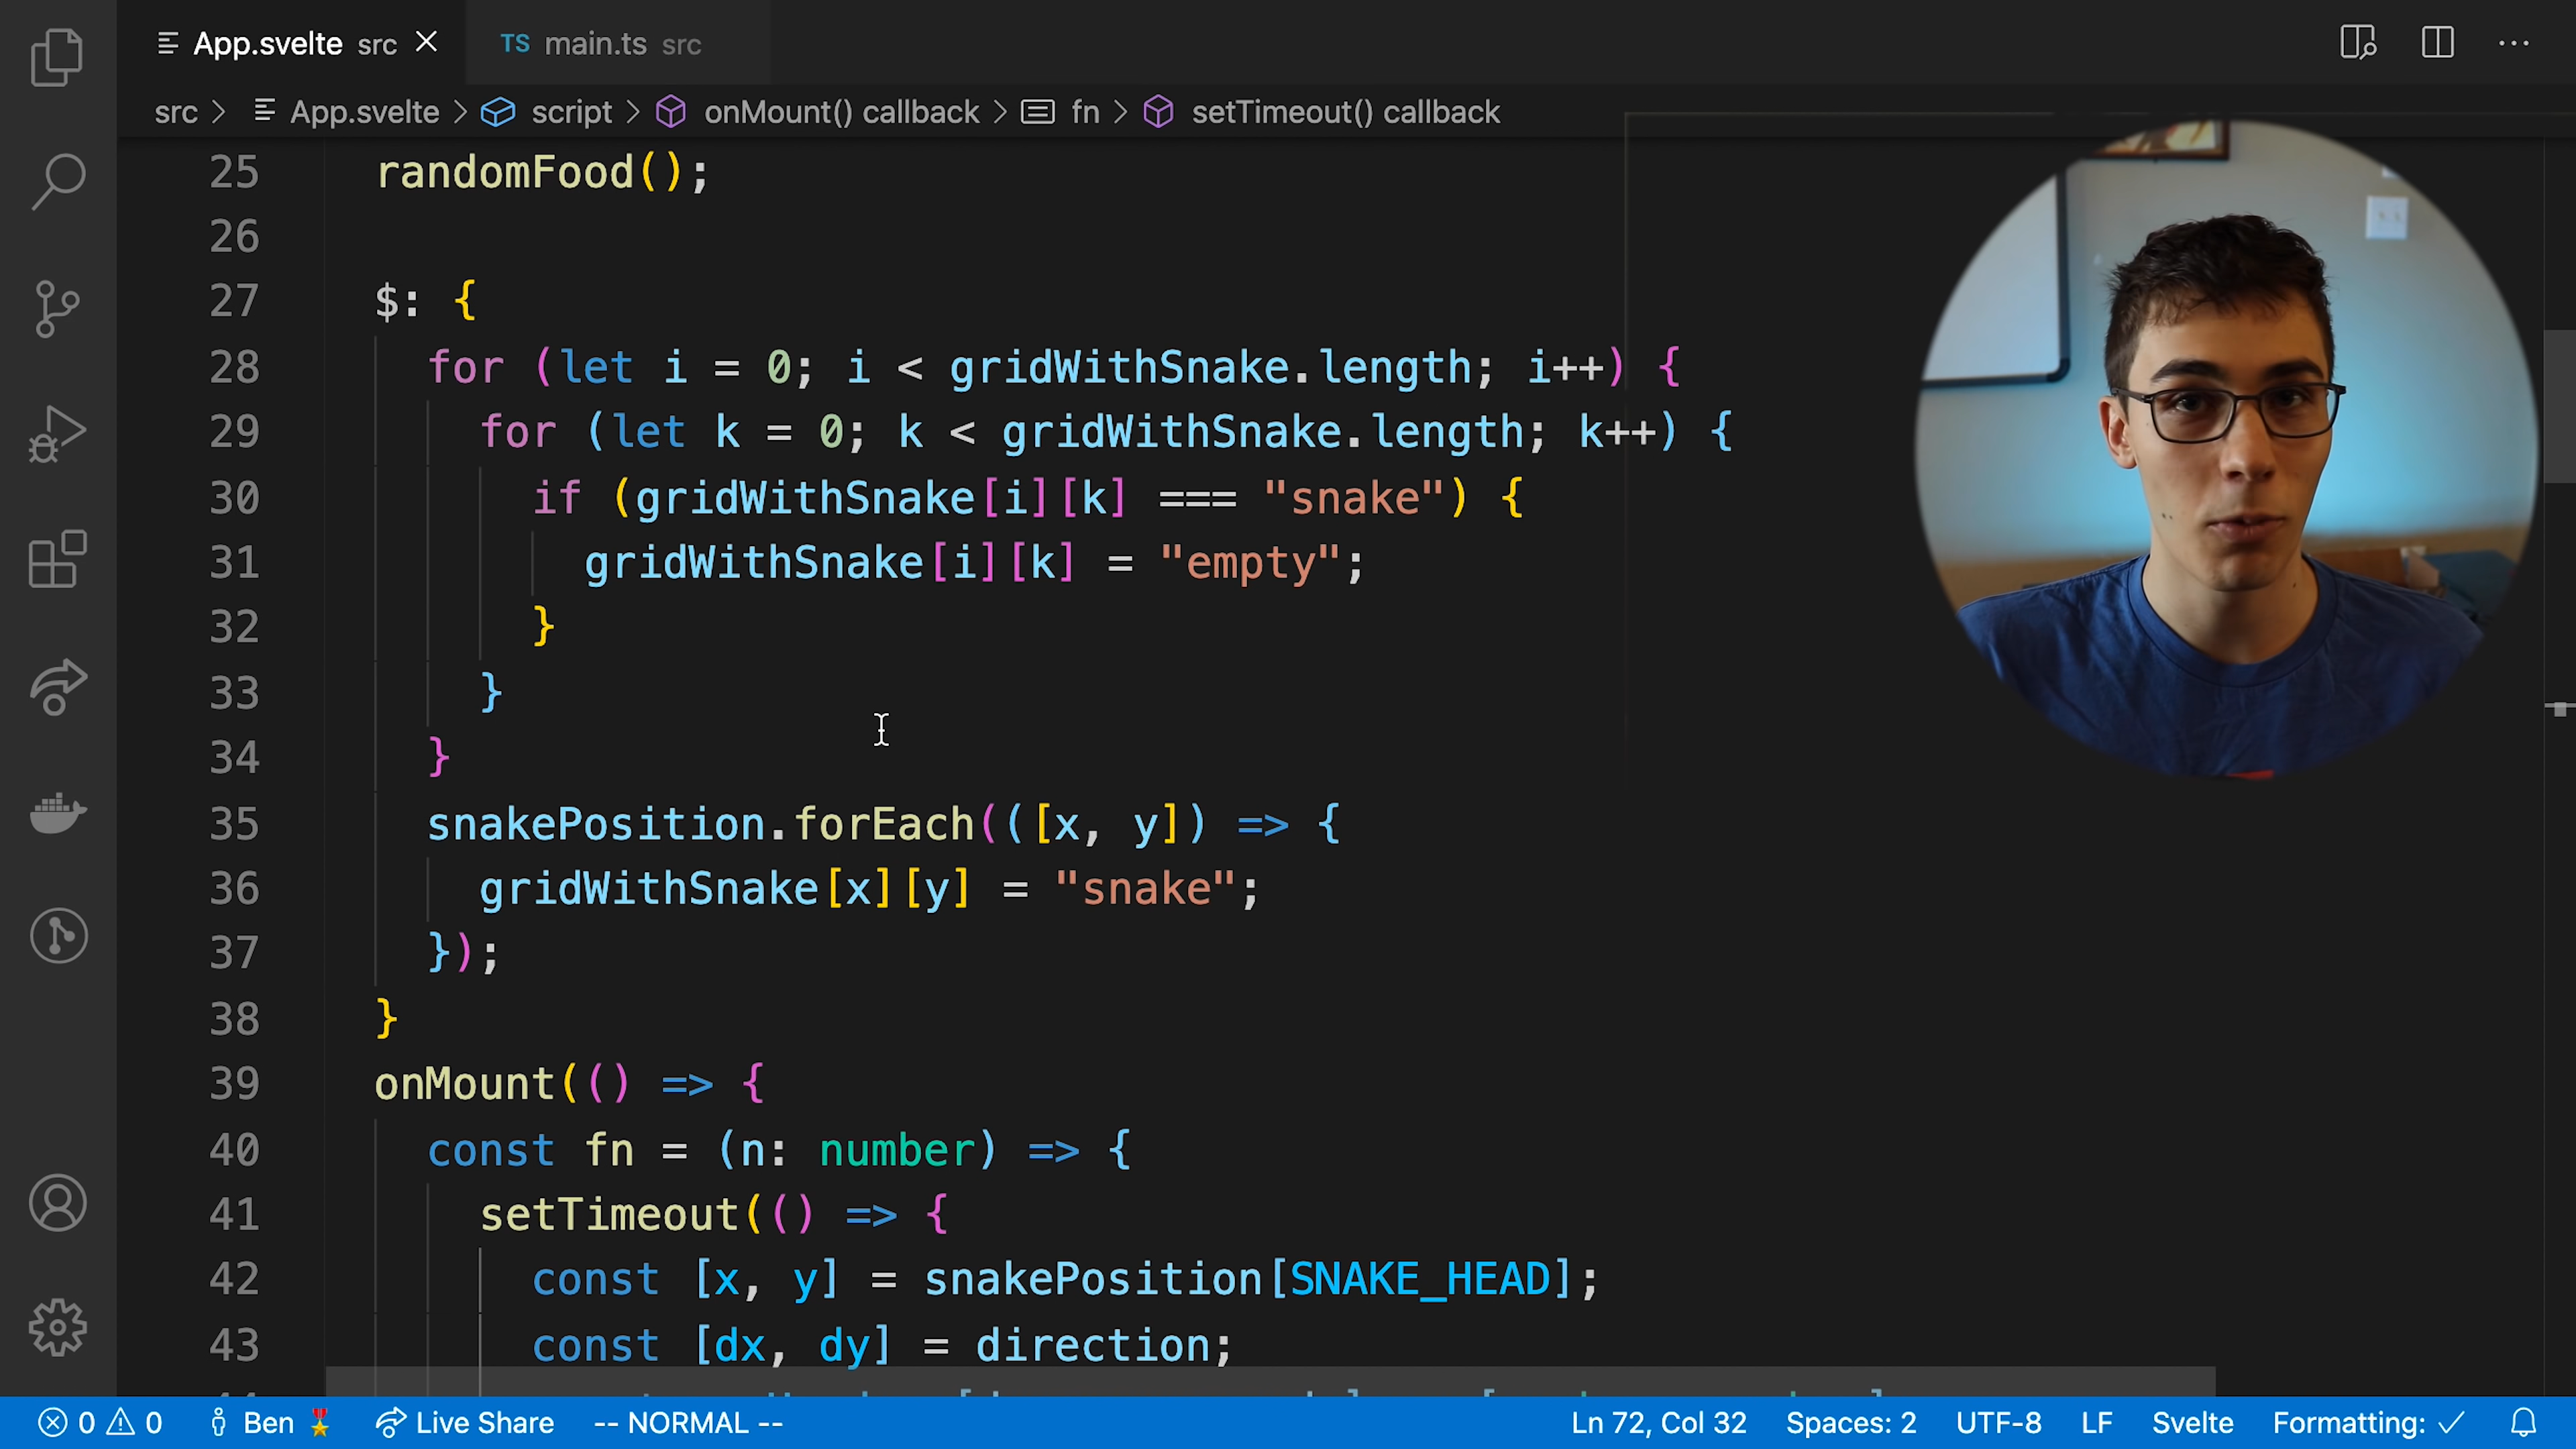 App.svelte src
TS main.ts src
src > App.svelte > script > onMount() callback > fn > setTimeout() callback
25 randomFood();
26
27 $: {
28 for (let i = 0; i < gridWithSnake.length; i++) {
29 for (let k = 0; k < gridWithSnake.length; k++) {
30 if (gridWithSnake[i][k] === "snake") {
31 gridWithSnake[i][k] = "empty";
32 }
33 }
34 }
35 snakePosition.forEach(([x, y]) => {
36 gridWithSnake[x][y] = "snake";
37 });
38 }
39 onMount(() => {
40 const fn = (n: number) => {
41 setTimeout(() => {
42 const [x, y] = snakePosition[SNAKE_HEAD];
43 const [dx, dy] = direction;
0 0 Ben Live Share -- NORMAL -- Ln 72, Col 32 Spaces: 2 UTF-8 LF Svelte Formatting: ✓